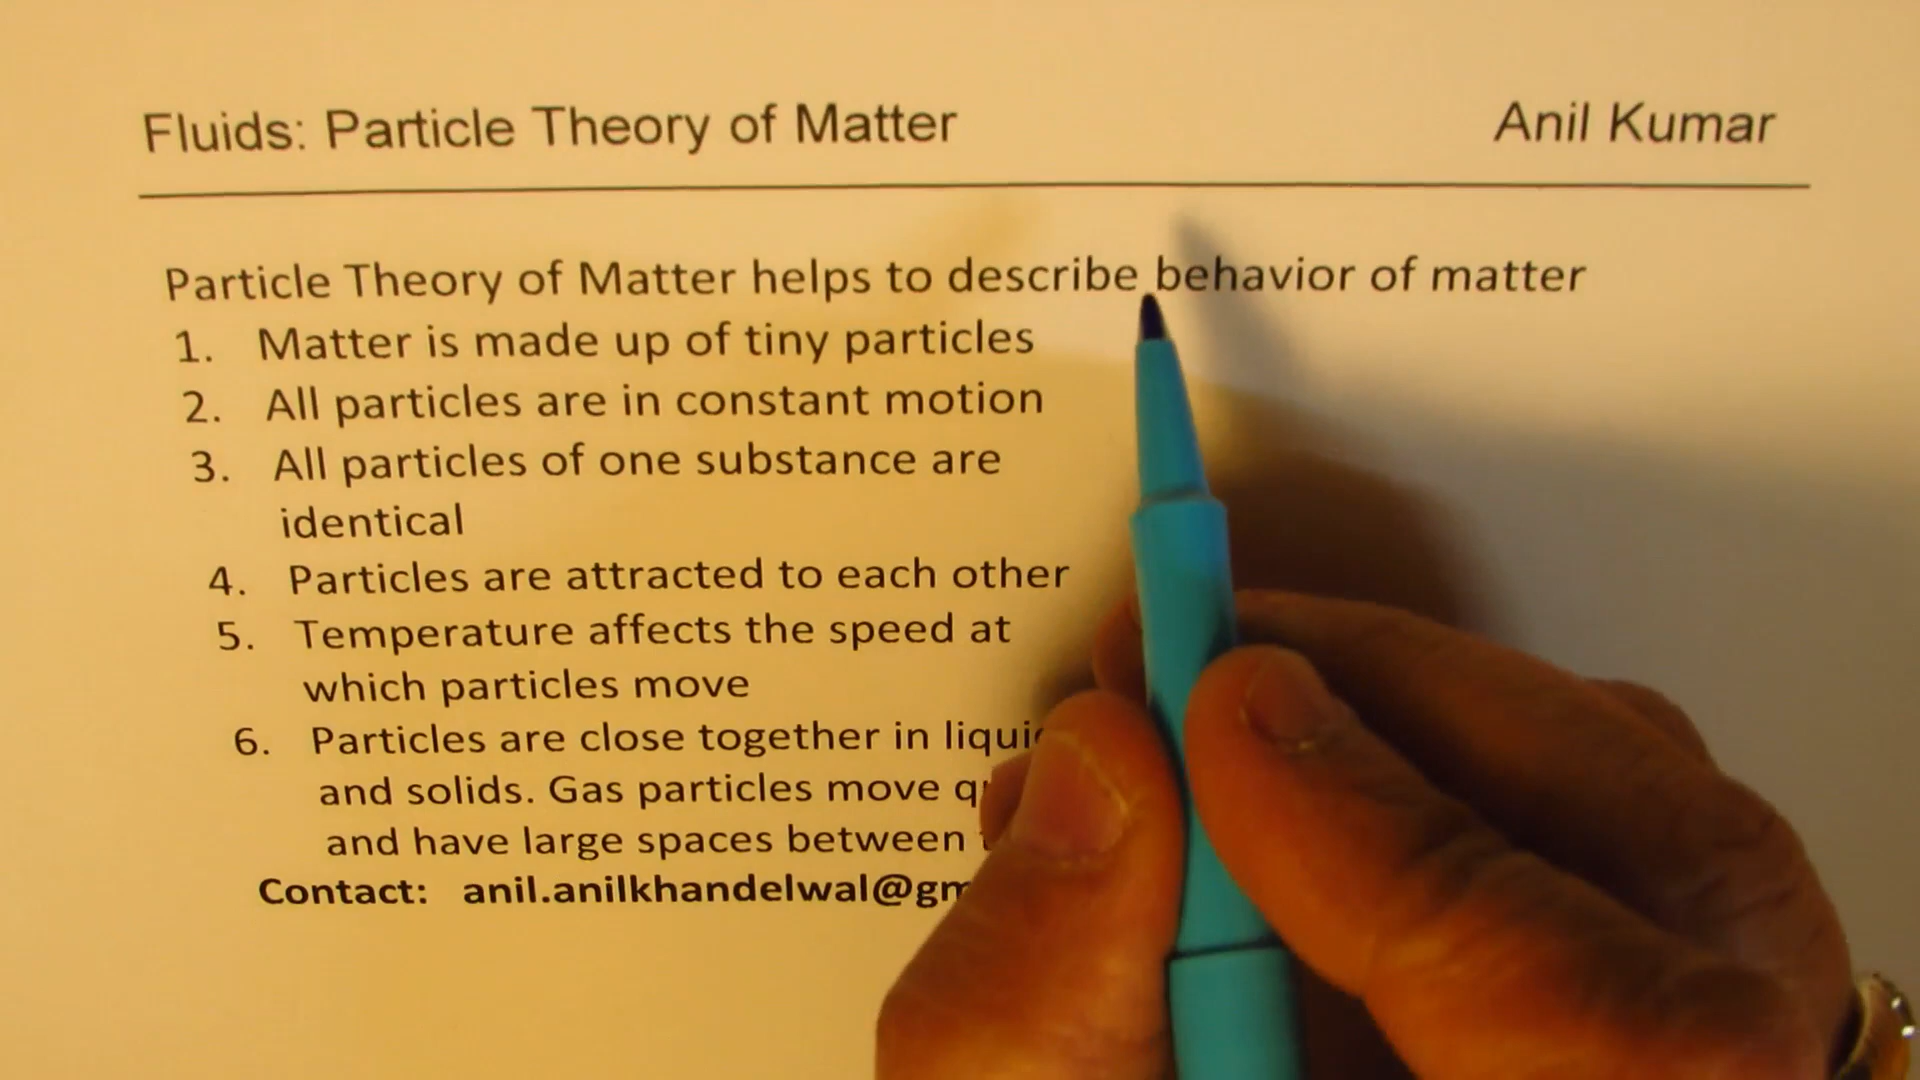 Fluids: Particle Theory of Matter Anil Kumar
Particle Theory of Matter helps to describe behavior of matter
1. Matter is made up of tiny particles
2. All particles are in constant motion
3. All particles of one substance are
identical
4. Particles are attracted to each other
5. Temperature affects the speed at
which particles move
6. Particles are close together in
and solids. Gas particles move
and have large spaces between
Contact: anil.anilkhandelwal@gm